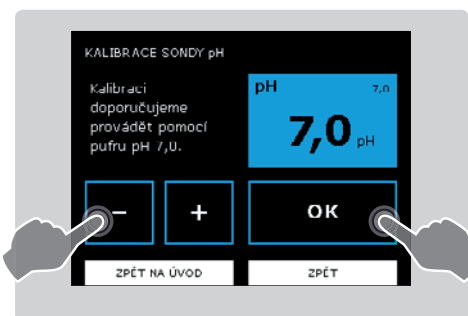 KALIBRACE SONDY pH
Kalibraci
doporučujeme
provádět pomocí
pufru pH 7,0.
pH 7,0
7,0 pH
- + OK
ZPĚT NA ÚVOD ZPĚT